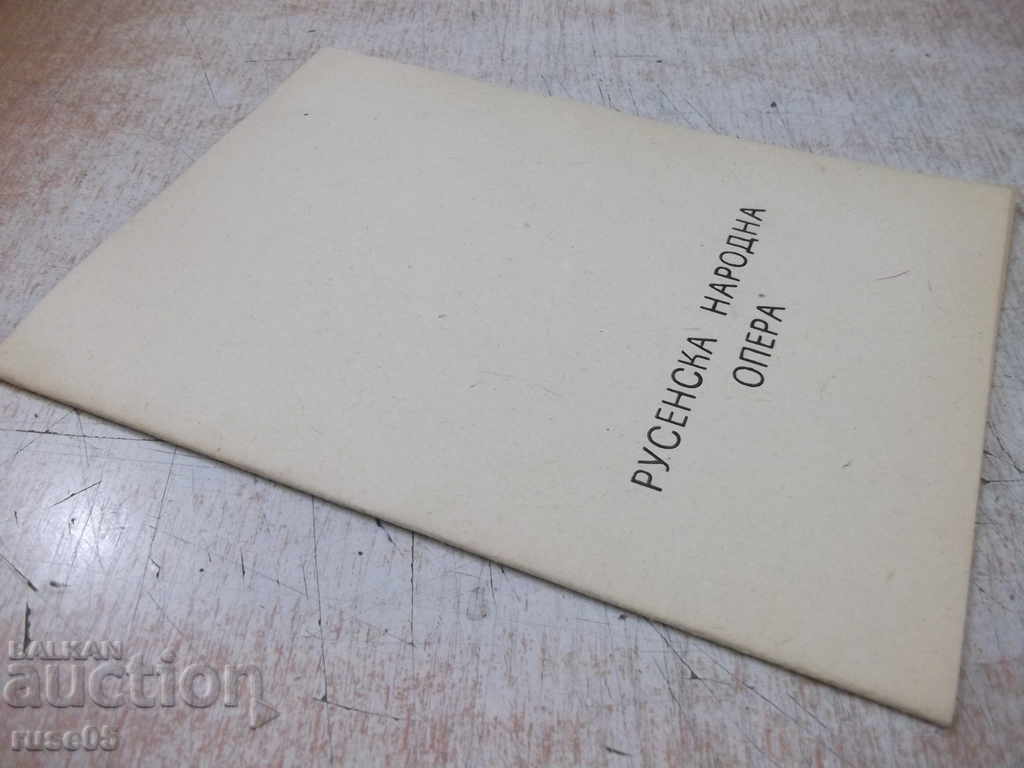 РУСЕНСКА НАРОДНА
ОПЕРА
BALKAN
auction
ruse05